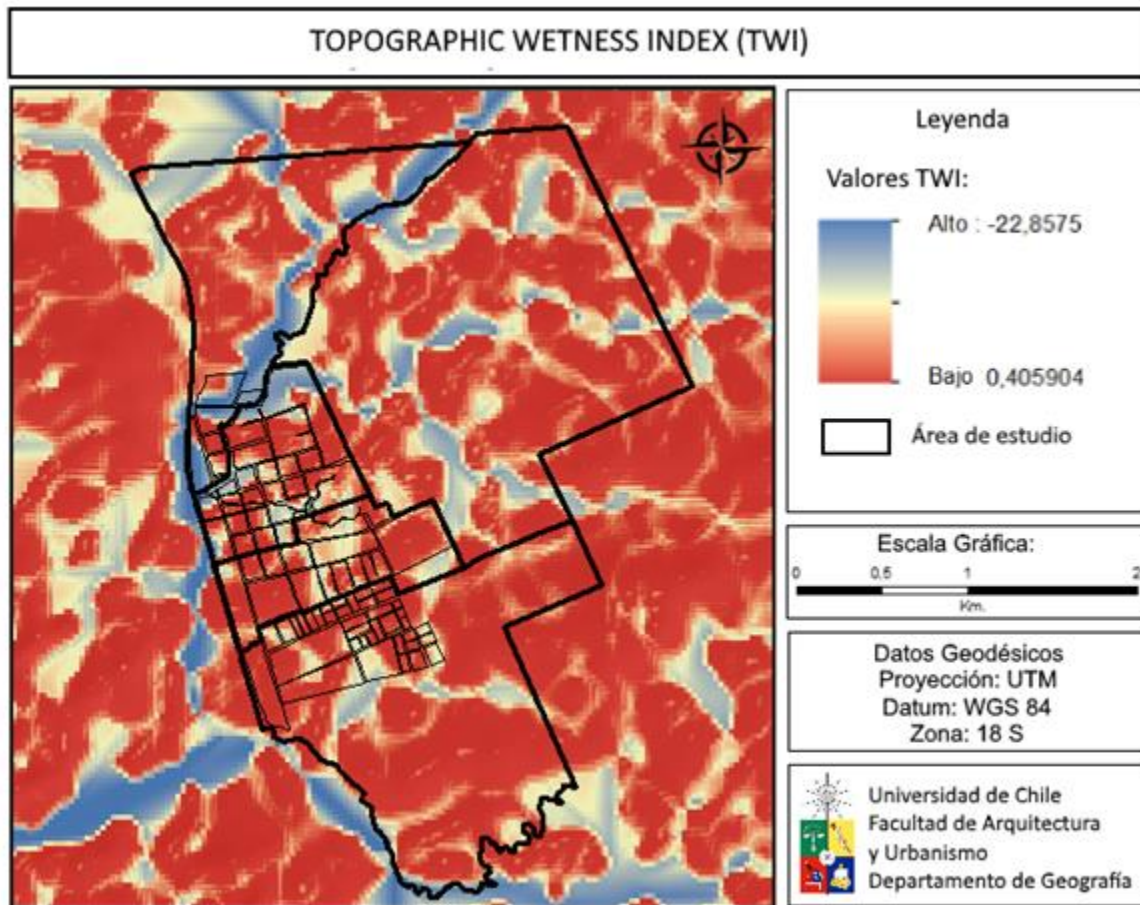 TOPOGRAPHIC WETNESS INDEX (TWI)
Leyenda
Valores TWI:
Alto : -22,8575
Bajo 0,405904
Área de estudio
Escala Gráfica:
0 0,5 1 2
Km.
Datos Geodésicos
Proyección: UTM
Datum: WGS 84
Zona: 18 S
Universidad de Chile
Facultad de Arquitectura
y Urbanismo
Departamento de Geografía